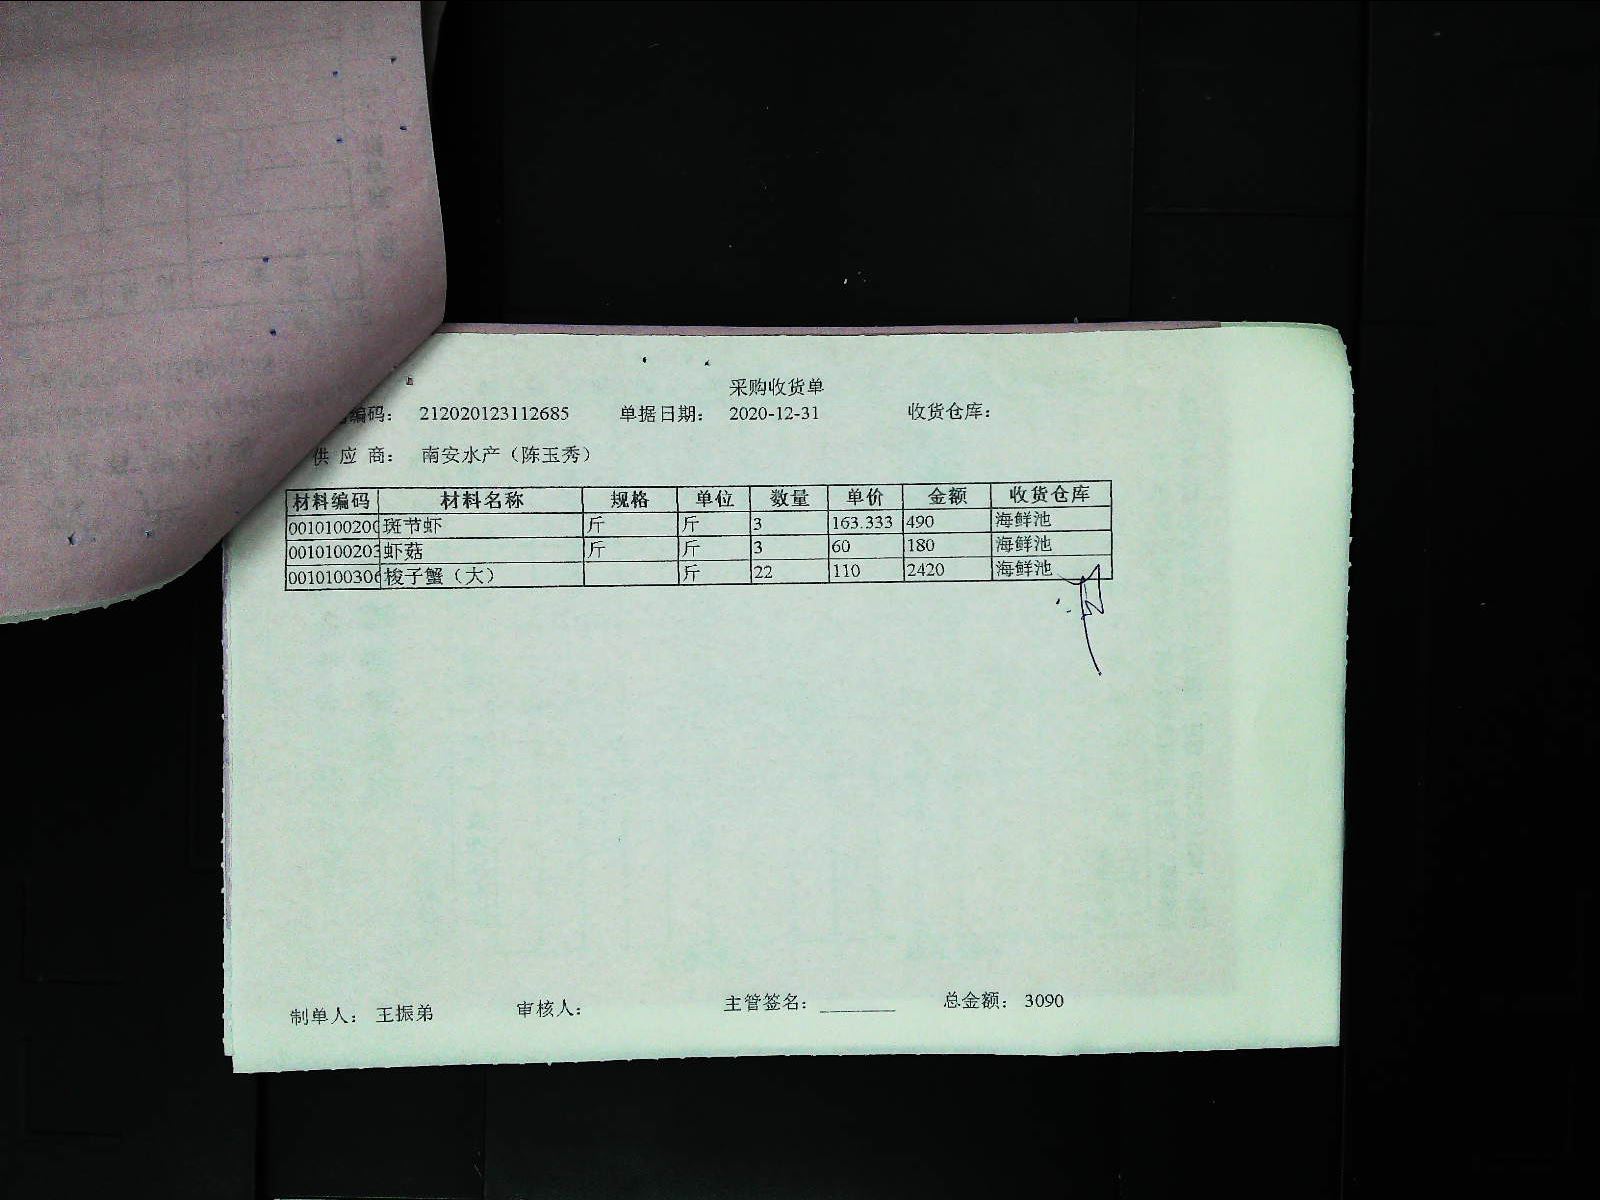 采购收货单
编码： 212020123112685 单据日期： 2020-12-31 收货仓库：
供 应 商： 南安水产（陈玉秀）
材料编码 材料名称 规格 单位 数量 单价 金额 收货仓库
001010020 斑节虾 斤 斤 3 163.333 490 海鲜池
0010100203 虾菇 斤 斤 3 60 180 海鲜池
001010030 梭子蟹（大） 斤 22 110 2420 海鲜池
制单人： 王振弟 审核人： 主管签名： 总金额： 3090